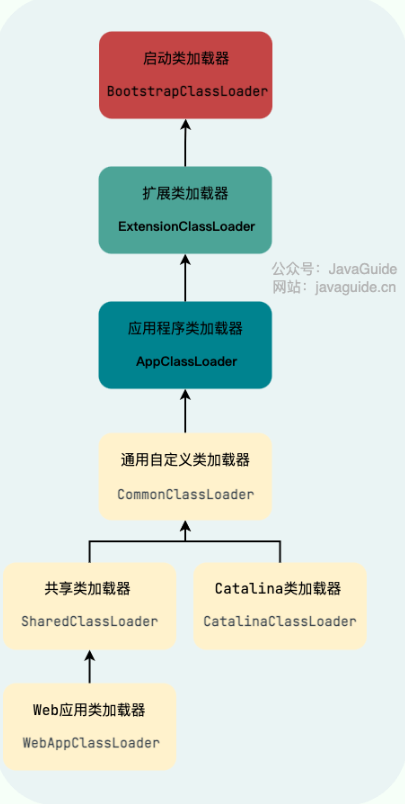 启动类加载器
BootstrapClassLoader
扩展类加载器
ExtensionClassLoader
公众号：JavaGuide
网站：javaguide.cn
应用程序类加载器
AppClassLoader
通用自定义类加载器
CommonClassLoader
共享类加载器
SharedClassLoader
Catalina类加载器
CatalinaClassLoader
Web应用类加载器
WebAppClassLoader